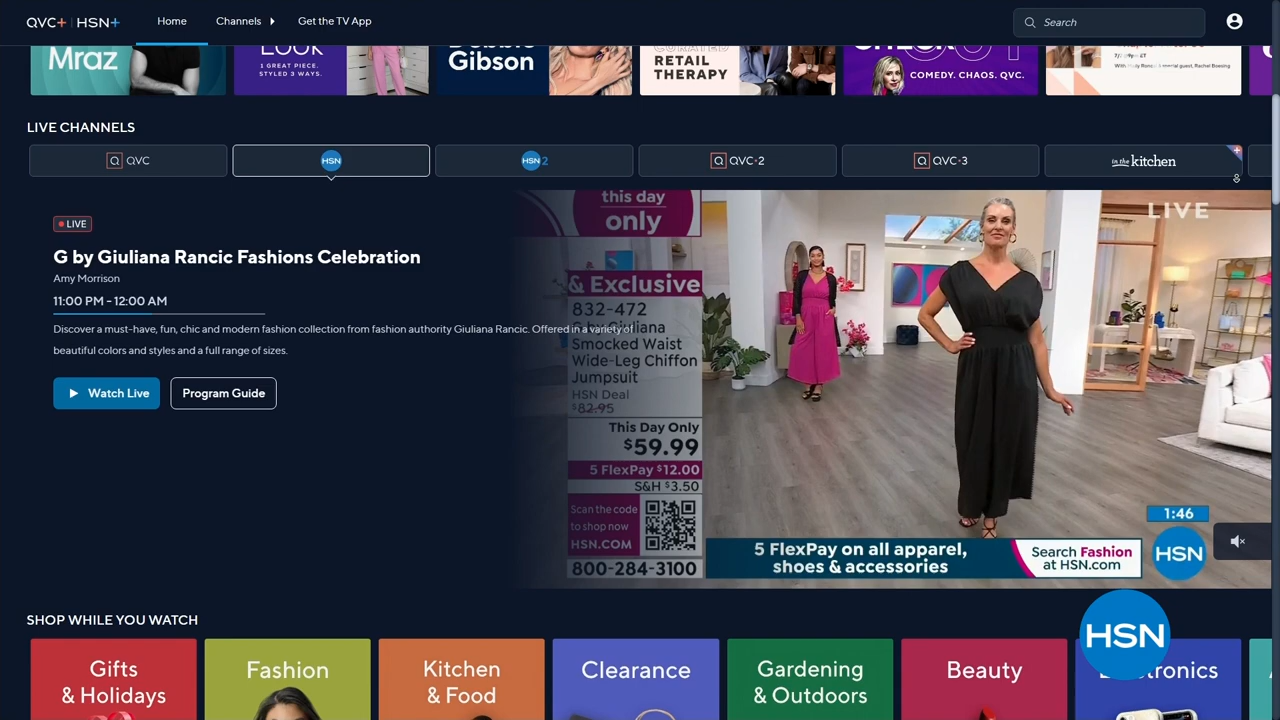 QVC+ | HSN+
Home
Channels
Get the TV App
Search
Mraz
LOOK
1 GREAT PIECE.
STYLED 3 WAYS.
Debbie
Gibson
CURATED
RETAIL
THERAPY
COMEDY. CHAOS. QVC.
LIVE CHANNELS
QVC
HSN
HSN 2
QVC•2
QVC•3
in the kitchen
LIVE
G by Giuliana Rancic Fashions Celebration
Amy Morrison
11:00 PM - 12:00 AM
Discover a must-have, fun, chic and modern fashion collection from fashion authority Giuliana Rancic. Offered in a variety of
beautiful colors and styles and a full range of sizes.
Watch Live
Program Guide
this day
only
& Exclusive
832-472
G by Giuliana
Smocked Waist
Wide-Leg Chiffon
Jumpsuit
HSN Deal
$82.95
This Day Only
$59.99
5 FlexPay $12.00
S&H $3.50
Scan the code
to shop now
HSN.COM
800-284-3100
LIVE
5 FlexPay on all apparel,
shoes & accessories
Search Fashion
at HSN.com
1:46
HSN
SHOP WHILE YOU WATCH
HSN
Gifts
& Holidays
Fashion
Kitchen
& Food
Clearance
Gardening
& Outdoors
Beauty